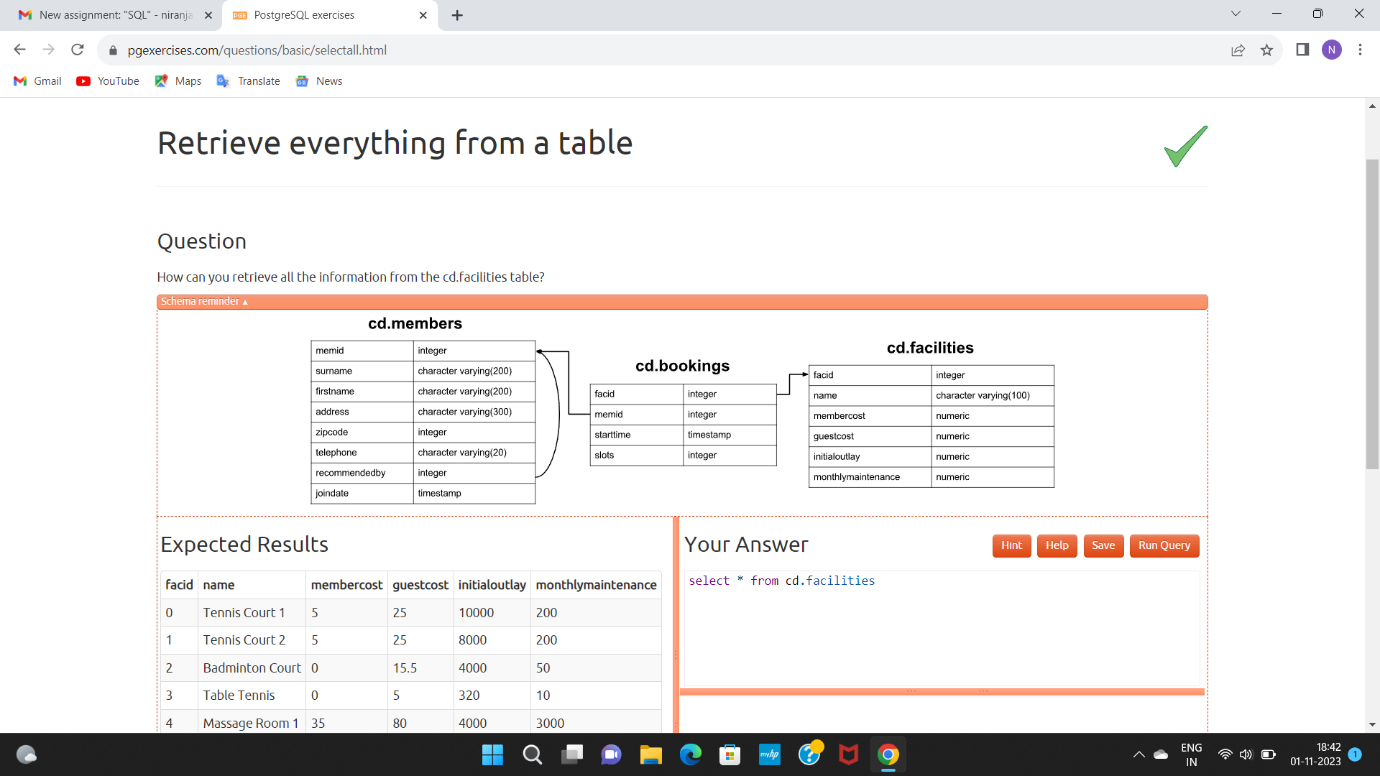 New assignment: "SQL" - niranja
PostgreSQL exercises
pgexercises.com/questions/basic/selectall.html
N
Gmail YouTube Maps Translate News
Retrieve everything from a table
Question
How can you retrieve all the information from the cd.facilities table?
Schema reminder ▴
cd.members
memid integer
surname character varying(200)
firstname character varying(200)
address character varying(300)
zipcode integer
telephone character varying(20)
recommendedby integer
joindate timestamp
cd.bookings
facid integer
memid integer
starttime timestamp
slots integer
cd.facilities
facid integer
name character varying(100)
membercost numeric
guestcost numeric
initialoutlay numeric
monthlymaintenance numeric
Expected Results
facid name membercost guestcost initialoutlay monthlymaintenance
0 Tennis Court 1 5 25 10000 200
1 Tennis Court 2 5 25 8000 200
2 Badminton Court 0 15.5 4000 50
3 Table Tennis 0 5 320 10
4 Massage Room 1 35 80 4000 3000
Your Answer
Hint Help Save Run Query
select * from cd.facilities
ENG
IN
18:42
01-11-2023
1